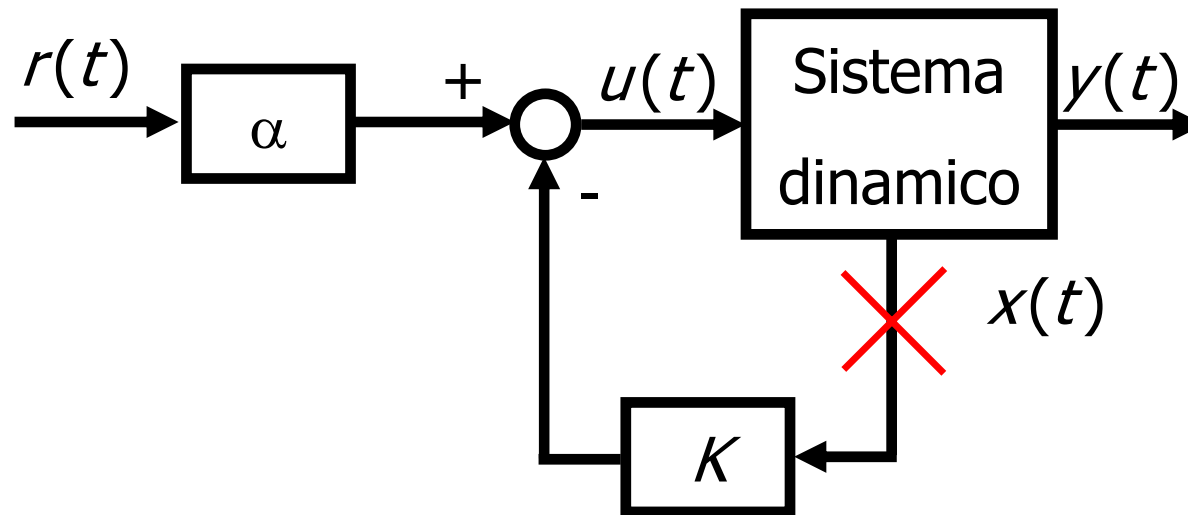 r(t)
α
+
-
u(t)
Sistema
dinamico
y(t)
x(t)
K